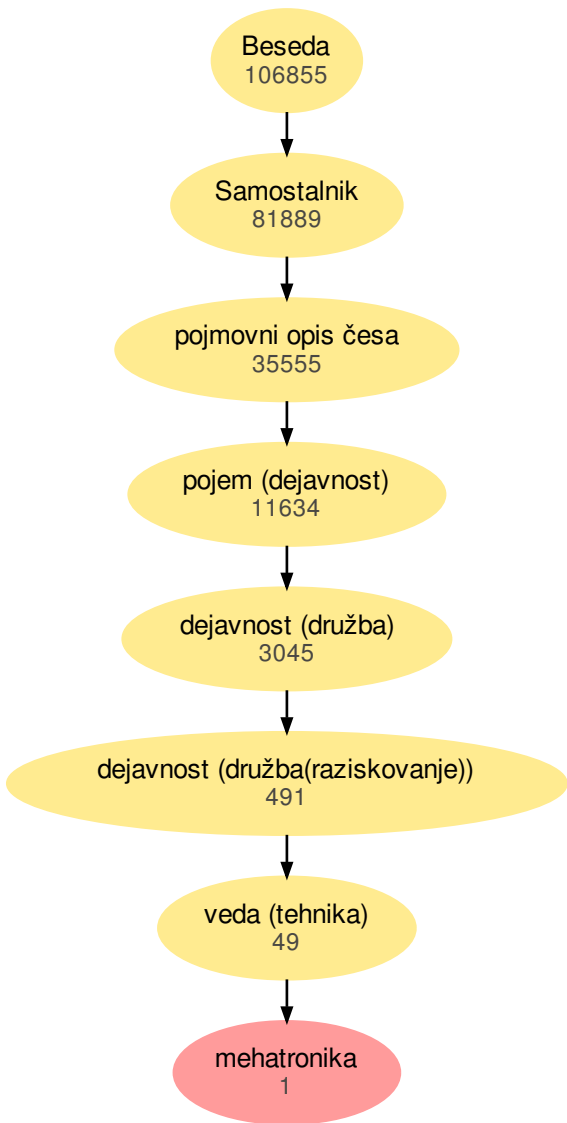 Beseda
106855
Samostalnik
81889
pojmovni opis česa
35555
pojem (dejavnost)
11634
dejavnost (družba)
3045
dejavnost (družba(raziskovanje))
491
veda (tehnika)
49
mehatronika
1